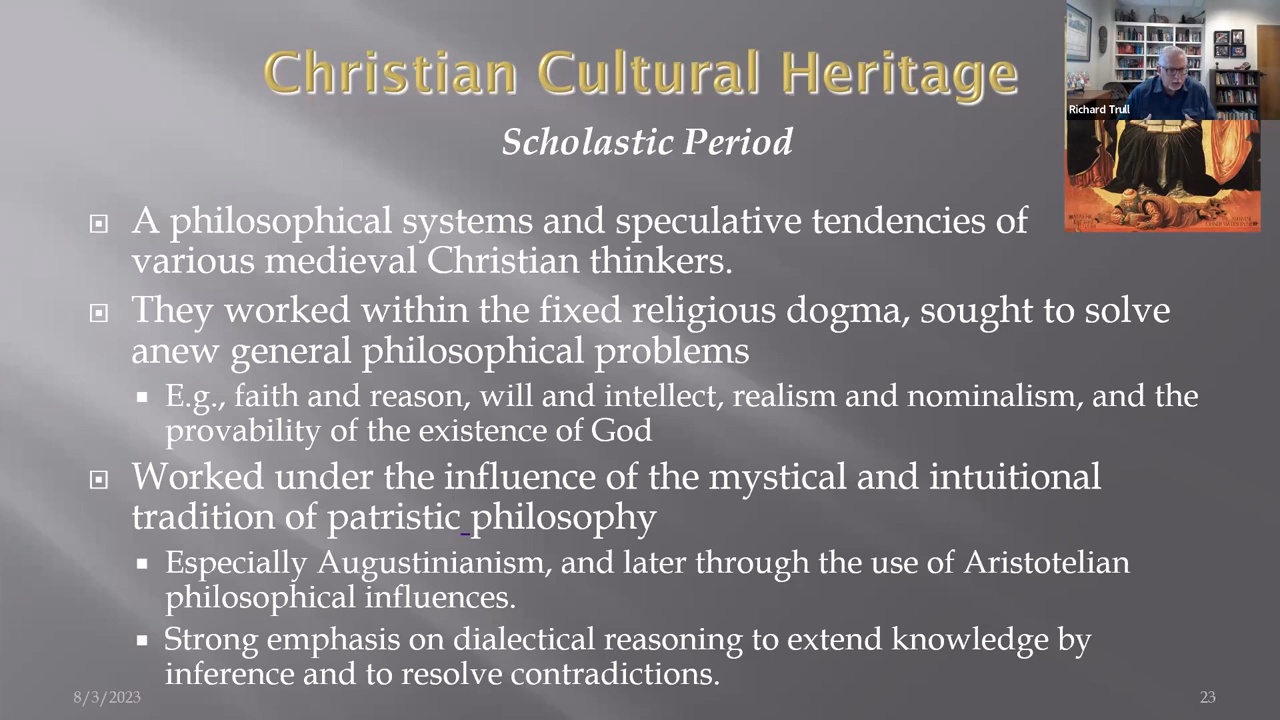 Christian Cultural Heritage
Richard Trull
Scholastic Period
A philosophical systems and speculative tendencies of
various medieval Christian thinkers.
They worked within the fixed religious dogma, sought to solve
anew general philosophical problems
E.g., faith and reason, will and intellect, realism and nominalism, and the
provability of the existence of God
Worked under the influence of the mystical and intuitional
tradition of patristic philosophy
Especially Augustinianism, and later through the use of Aristotelian
philosophical influences.
Strong emphasis on dialectical reasoning to extend knowledge by
inference and to resolve contradictions.
8/3/2023
23